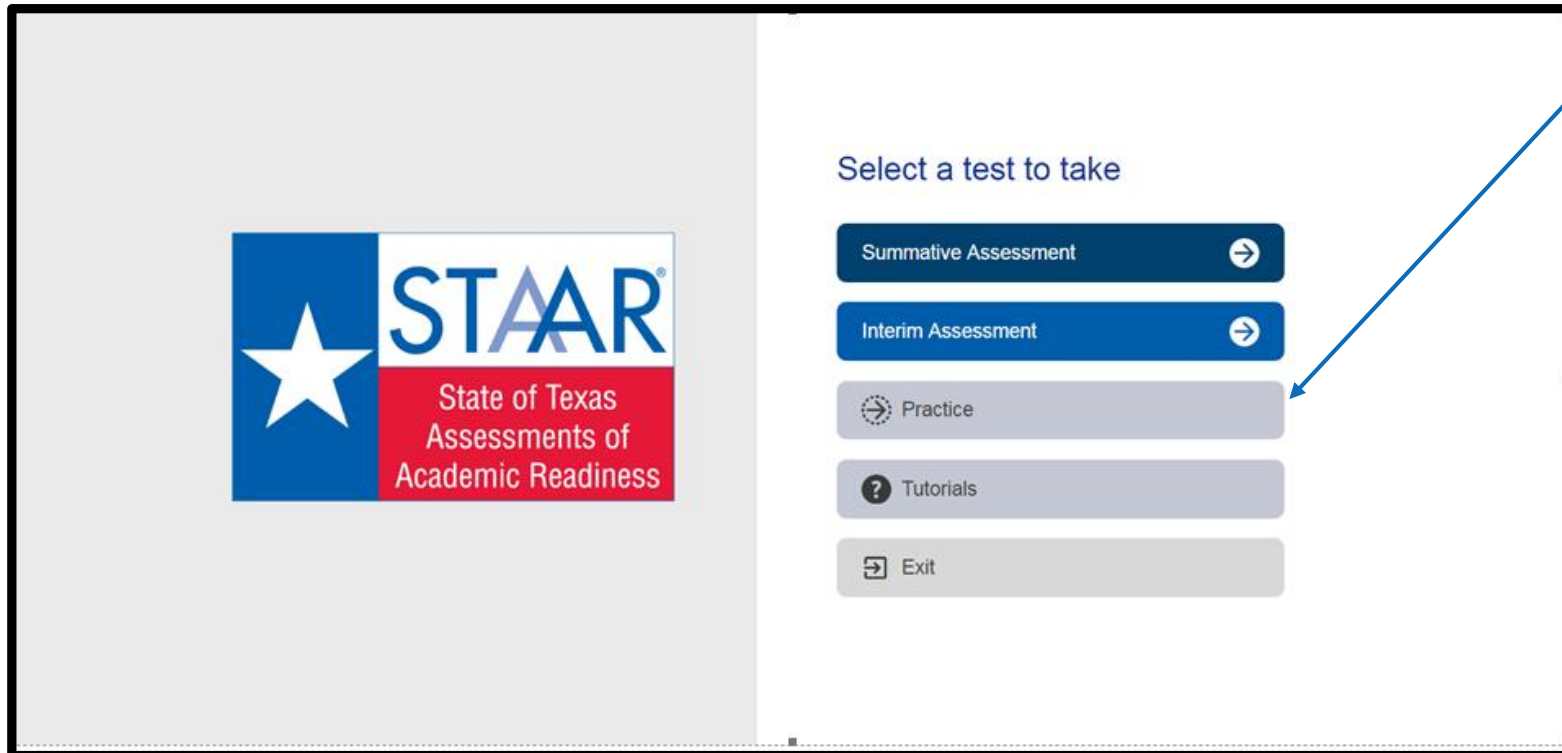 STAAR®
State of Texas
Assessments of
Academic Readiness
Select a test to take
Summative Assessment
Interim Assessment
Practice
Tutorials
Exit